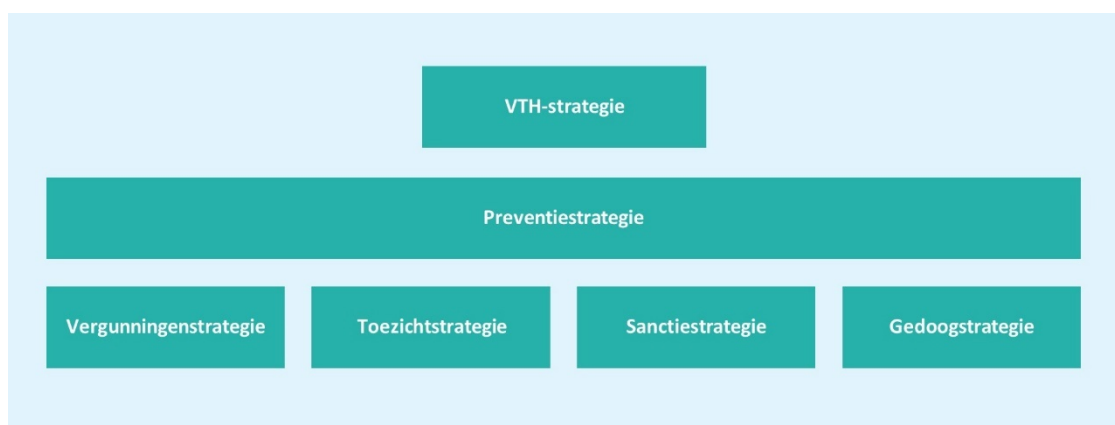 VTH-strategie
Preventiestrategie
Vergunningenstrategie
Toezichtstrategie
Sanctiestrategie
Gedoogstrategie